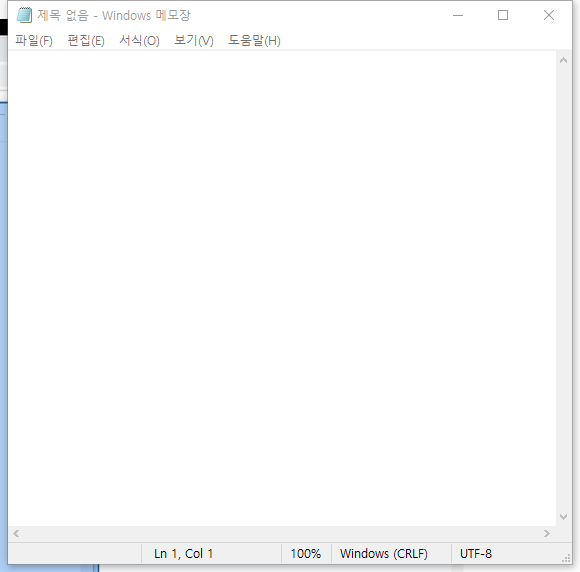 제목 없음 - Windows 메모장
파일(F) 편집(E) 서식(O) 보기(V) 도움말(H)
Ln 1, Col 1 100% Windows (CRLF) UTF-8